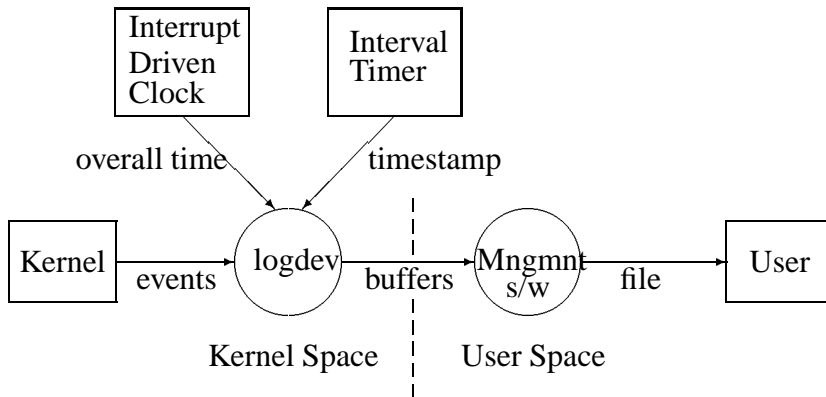 Interrupt
Driven
Clock
Interval
Timer
overall time
timestamp
Kernel
events
logdev
buffers
Mngmnt
s/w
file
User
Kernel Space
User Space